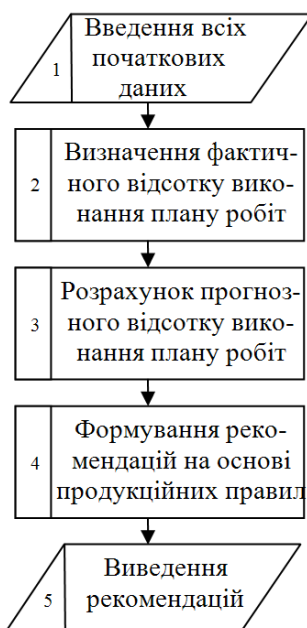 Введення всіх
1 початкових
даних
Визначення фактич-
2 ного відсотку вико-
нання плану робіт
Розрахунок прогноз-
3 ного відсотку вико-
нання плану робіт
Формування реко-
4 мендацій на основі
продукційних правил
Виведення
5 рекомендацій